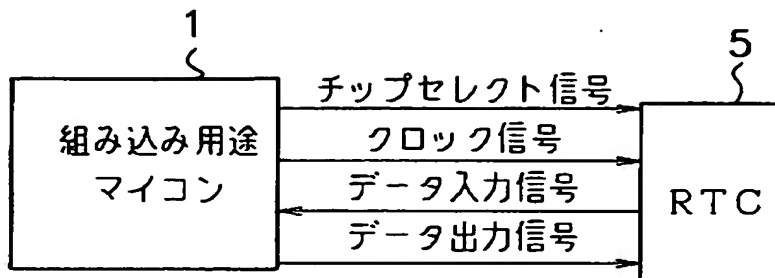 1
5
組み込み用途
マイコン
チップセレクト信号
クロック信号
データ入力信号
データ出力信号
RTC